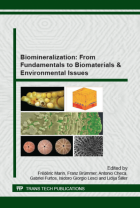 Biomineralization: From
Fundamentals to Biomaterials &
Environmental Issues
Edited by
Frédéric Marin, Franz Brümmer, Antonio Checa,
Gabriel Furtos, Isidoro Giorgio Lesci and Lidija Šiller
TRANS TECH PUBLICATIONS